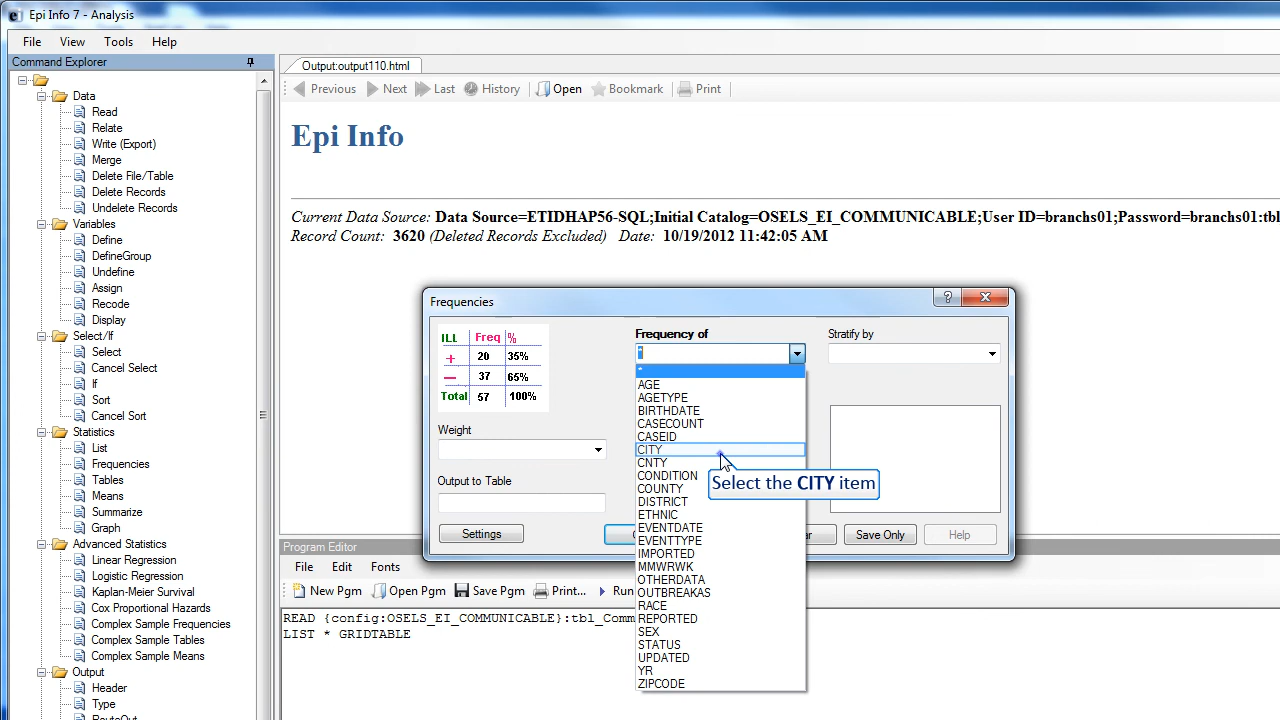 Epi Info 7 - Analysis
File View Tools Help
Command Explorer
Data
Read
Relate
Write (Export)
Merge
Delete File/Table
Delete Records
Undelete Records
Variables
Define
DefineGroup
Undefine
Assign
Recode
Display
Select/If
Select
Cancel Select
If
Sort
Cancel Sort
Statistics
List
Frequencies
Tables
Means
Summarize
Graph
Advanced Statistics
Linear Regression
Logistic Regression
Kaplan-Meier Survival
Cox Proportional Hazards
Complex Sample Frequencies
Complex Sample Tables
Complex Sample Means
Output
Header
Type
RouteOut
Output:output110.html
Previous Next Last History Open Bookmark Print
Epi Info
Current Data Source: Data Source=ETIDHAP56-SQL;Initial Catalog=OSELS_EI_COMMUNICABLE;User ID=branchs01;Password=branchs01:tbl
Record Count: 3620 (Deleted Records Excluded) Date: 10/19/2012 11:42:05 AM
Frequencies
ILL Freq %
+ 20 35%
— 37 65%
Total 57 100%
Weight
Output to Table
Settings
Frequency of
*
*
AGE
AGETYPE
BIRTHDATE
CASECOUNT
CASEID
CITY
CNTY
CONDITION
COUNTY
DISTRICT
ETHNIC
EVENTDATE
EVENTTYPE
IMPORTED
MMWRWK
OTHERDATA
OUTBREAKAS
RACE
REPORTED
SEX
STATUS
UPDATED
YR
ZIPCODE
Select the CITY item
Stratify by
Save Only Help
Program Editor
File Edit Fonts
New Pgm Open Pgm Save Pgm Print... Run
READ {config:OSELS_EI_COMMUNICABLE}:tbl_Comm
LIST * GRIDTABLE